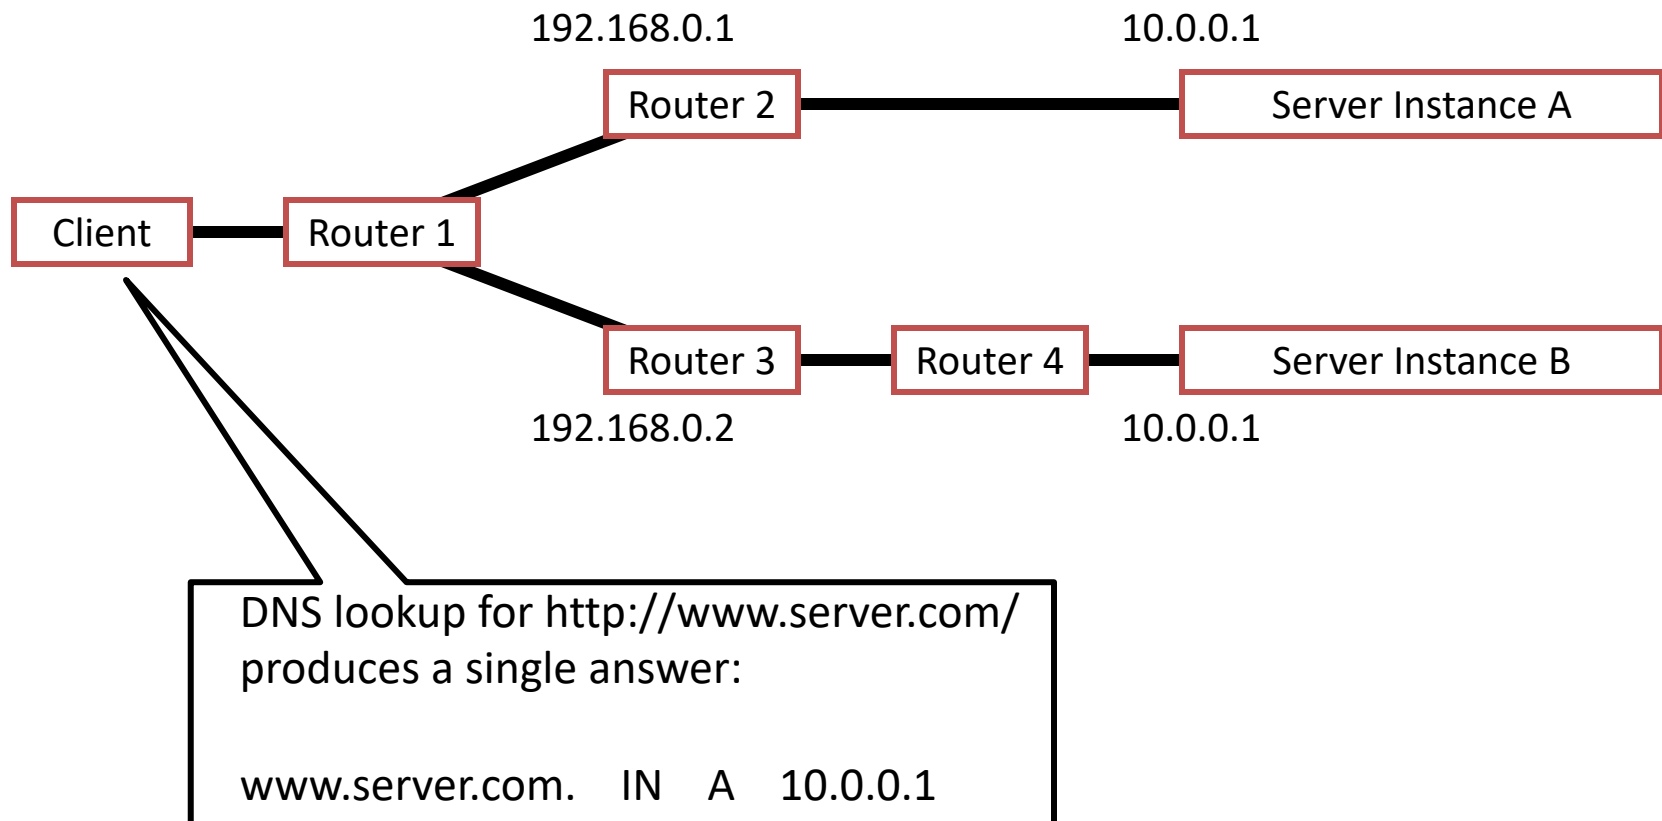 192.168.0.1
10.0.0.1
Router 2
Server Instance A
Client
Router 1
Router 3
Router 4
Server Instance B
192.168.0.2
10.0.0.1
DNS lookup for http://www.server.com/
produces a single answer:
www.server.com. IN A 10.0.0.1